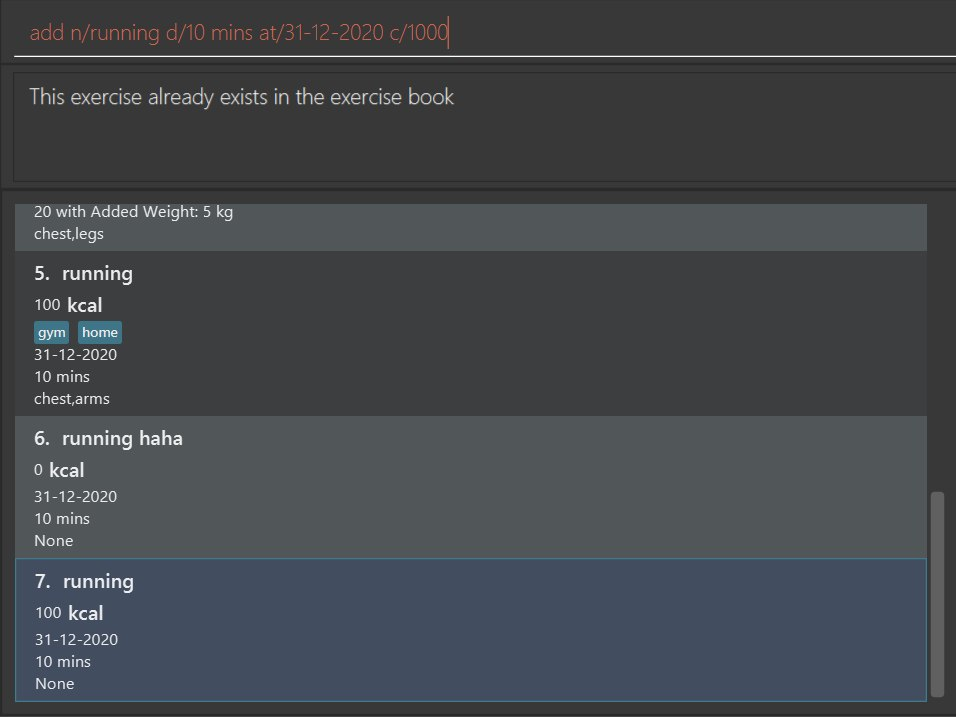 add n/running d/10 mins at/31-12-2020 c/1000
This exercise already exists in the exercise book
20 with Added Weight: 5 kg
chest,legs
5. running
100 kcal
gym home
31-12-2020
10 mins
chest,arms
6. running haha
0 kcal
31-12-2020
10 mins
None
7. running
100 kcal
31-12-2020
10 mins
None